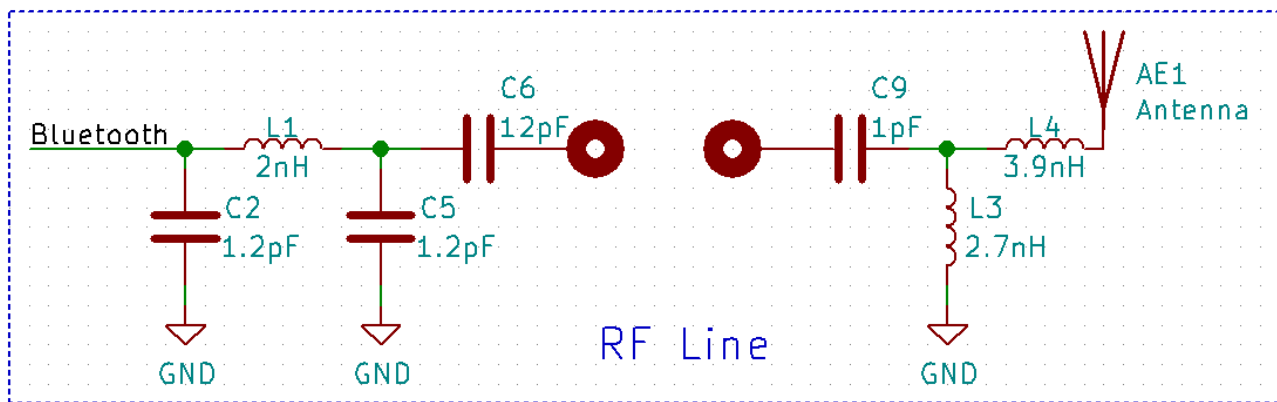 Bluetooth
L1
2nH
C2
1.2pF
GND
C5
1.2pF
GND
C6
12pF
C9
1pF
L3
2.7nH
GND
L4
3.9nH
AE1
Antenna
RF Line